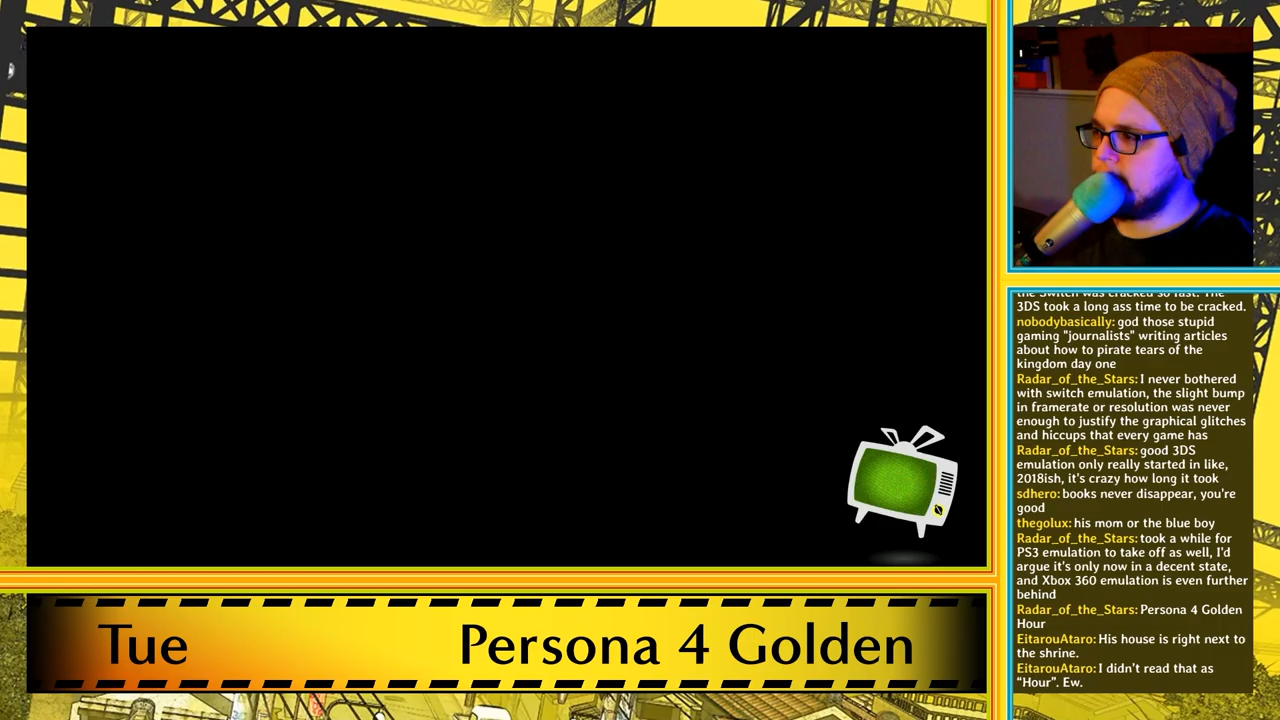 the Switch was cracked so fast. The
3DS took a long ass time to be cracked.
nobodybasically: god those stupid
gaming "journalists" writing articles
about how to pirate tears of the
kingdom day one
Radar_of_the_Stars: I never bothered
with switch emulation, the slight bump
in framerate or resolution was never
enough to justify the graphical glitches
and hiccups that every game has
Radar_of_the_Stars: good 3DS
emulation only really started in like,
2018ish, it's crazy how long it took
sdhero: books never disappear, you're
good
thegolux: his mom or the blue boy
Radar_of_the_Stars: took a while for
PS3 emulation to take off as well, I'd
argue it's only now in a decent state,
and Xbox 360 emulation is even further
behind
Radar_of_the_Stars: Persona 4 Golden
Hour
EitarouAtaro: His house is right next to
the shrine.
EitarouAtaro: I didn't read that as
“Hour”. Ew.
Tue
Persona 4 Golden